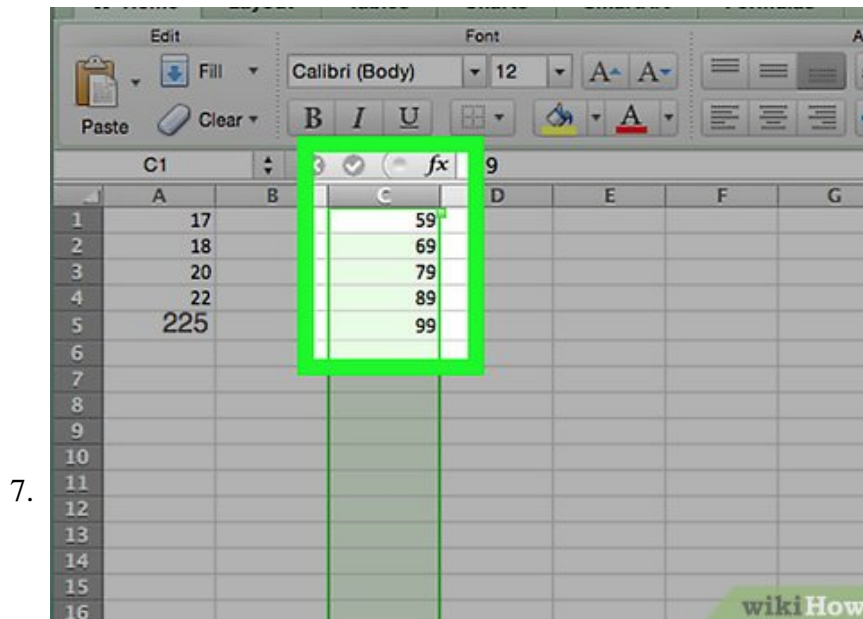 Edit Font
Fill Calibri (Body) 12 A A
Paste Clear B I U A
C1 fx 9
A B C D E F G
1 17 59
2 18 69
3 20 79
4 22 89
5 225 99
6
7
8
9
10
7. 11
12
13
14
15
16
wikiHow